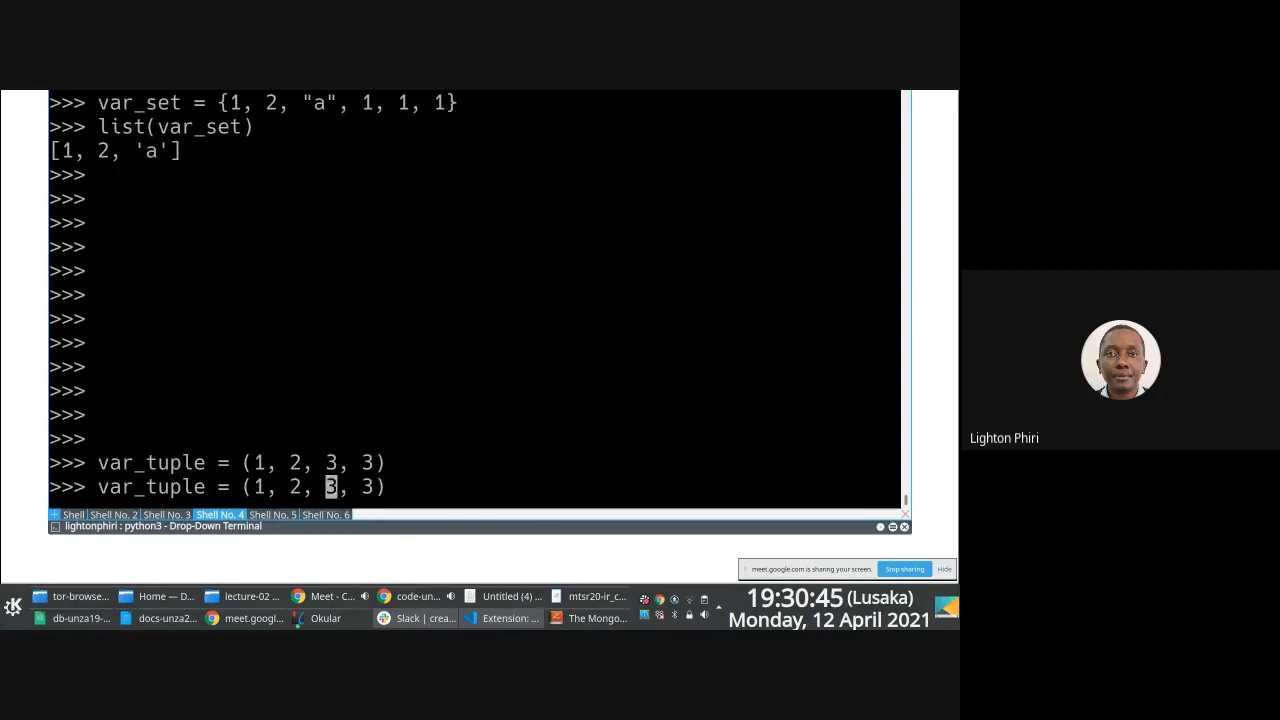 >>> var_set = {1, 2, "a", 1, 1, 1}
>>> list(var_set)
[1, 2, 'a']
>>>
>>>
>>>
>>>
>>>
>>>
>>>
>>>
>>>
>>>
>>>
>>>
>>> var_tuple = (1, 2, 3, 3)
>>> var_tuple = (1, 2, 3, 3)
Shell Shell No. 2 Shell No. 3 Shell No. 4 Shell No. 5 Shell No. 6
lightonphiri : python3 - Drop-Down Terminal
Lighton Phiri
meet.google.com is sharing your screen. Stop sharing Hide
tor-browse... Home — D... lecture-02 ... Meet - C... code-un... Untitled (4) ... mtsr20-ir_c...
db-unza19-... docs-unza2... meet.googl... Okular Slack | crea... Extension: ... The Mongo...
19:30:45 (Lusaka)
Monday, 12 April 2021